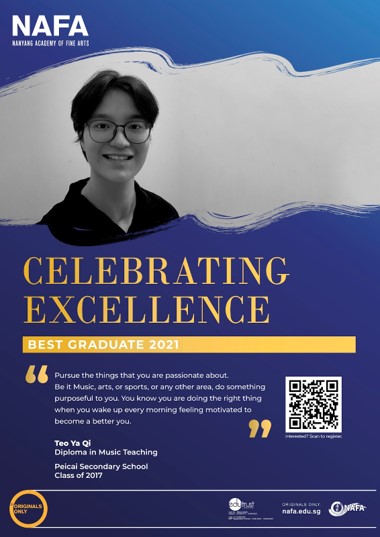 NAFA
NANYANG ACADEMY OF FINE ARTS
CELEBRATING
EXCELLENCE
BEST GRADUATE 2021
“ Pursue the things that you are passionate about.
Be it Music, arts, or sports, or any other area, do something
purposeful to you. You know you are doing the right thing
when you wake up every morning feeling motivated to
become a better you. ”
Interested? Scan to register.
Teo Ya Qi
Diploma in Music Teaching
Peicai Secondary School
Class of 2017
ORIGINALS
ONLY
edutrust
ORIGINALS ONLY
nafa.edu.sg
NAFA